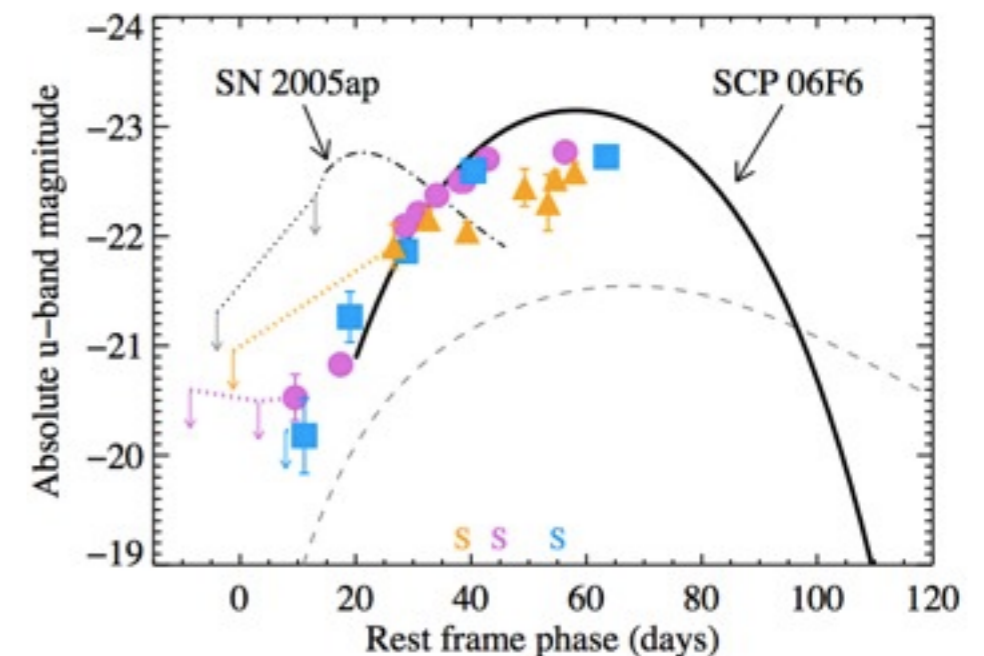 −24
SN 2005ap
SCP 06F6
−23
−22
−21
−20
−19
S S S
0 20 40 60 80 100 120
Rest frame phase (days)
Absolute u−band magnitude